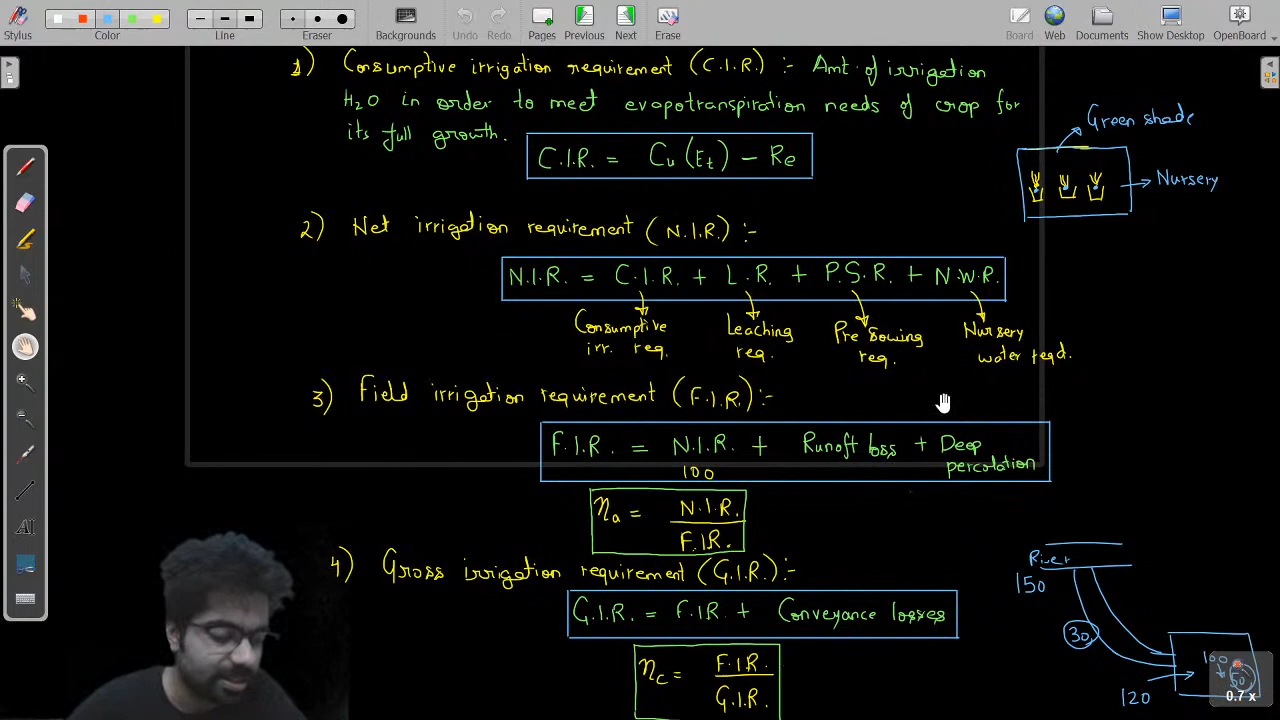 Stylus
Color
Line
Eraser
Backgrounds
Undo
Redo
Pages
Previous
Next
Erase
Board
Web
Documents
Show Desktop
OpenBoard
1) Consumptive irrigation requirement (C.I.R.) :- Amt. of irrigation
H2O in order to meet evapotranspiration needs of crop for
its full growth.
C.I.R. = Cu (Et) - Re
Green shade
Nursery
2) Net irrigation requirement (N.I.R.) :-
N.I.R. = C.I.R. + L.R. + P.S.R. + N.W.R.
Consumptive irr. req.
Leaching req.
Pre Sowing req.
Nursery water reqd.
3) Field irrigation requirement (F.I.R.) :-
F.I.R. = N.I.R. + Runoft loss + Deep percolation
100
ηa = N.I.R. / F.I.R.
4) Gross irrigation requirement (G.I.R.) :-
G.I.R. = F.I.R. + Conveyance losses
ηc = F.I.R. / G.I.R.
River
150
30
100
120
0.7 x